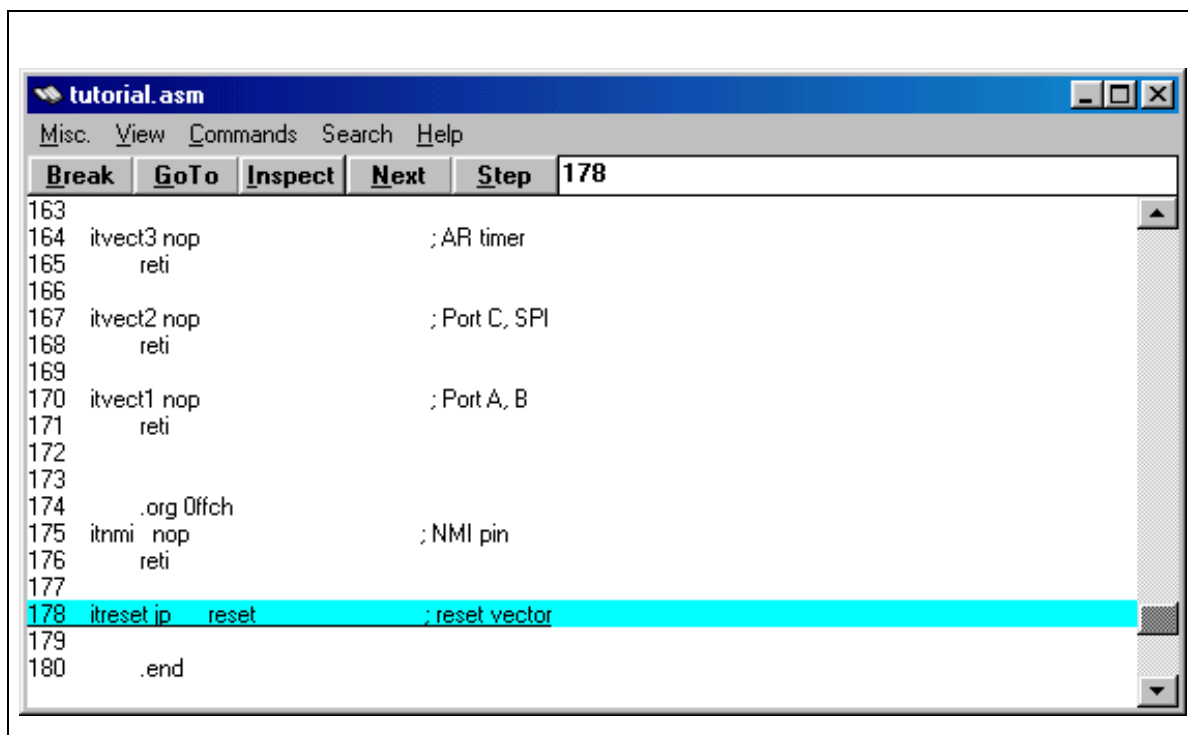 tutorial.asm
Misc. View Commands Search Help
Break GoTo Inspect Next Step 178
163
164 itvect3 nop ; AR timer
165 reti
166
167 itvect2 nop ; Port C, SPI
168 reti
169
170 itvect1 nop ; Port A, B
171 reti
172
173
174 .org 0ffch
175 itnmi nop ; NMI pin
176 reti
177
178 itreset jp reset ; reset vector
179
180 .end